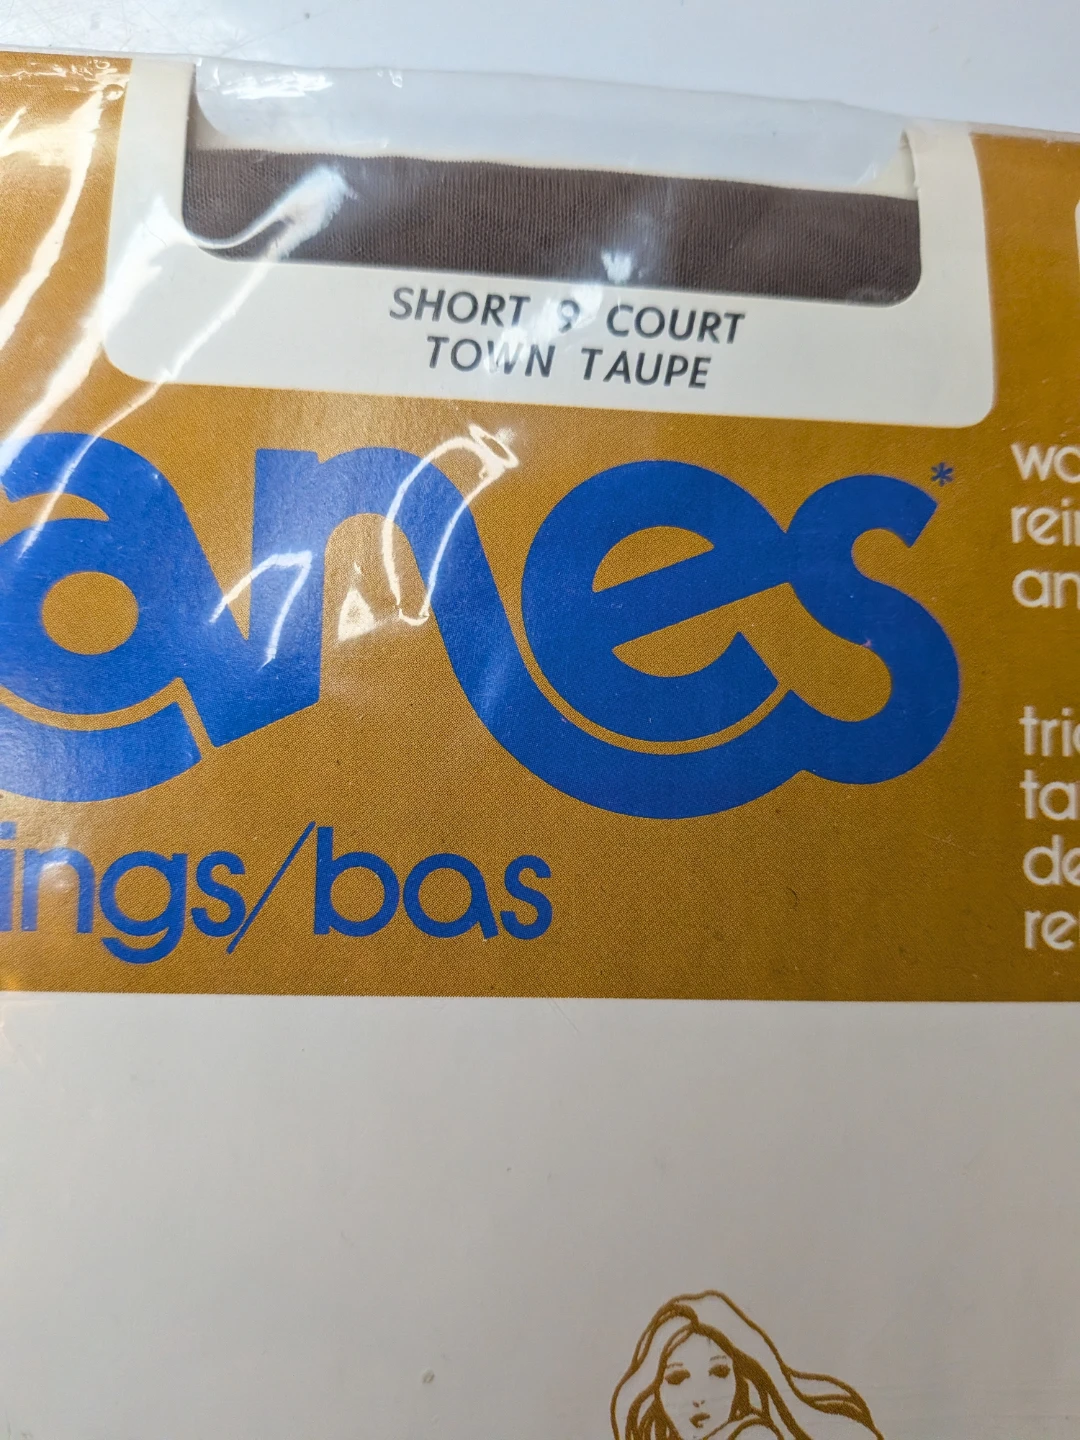 SHORT 9 COURT
TOWN TAUPE
anes*
ings/bas